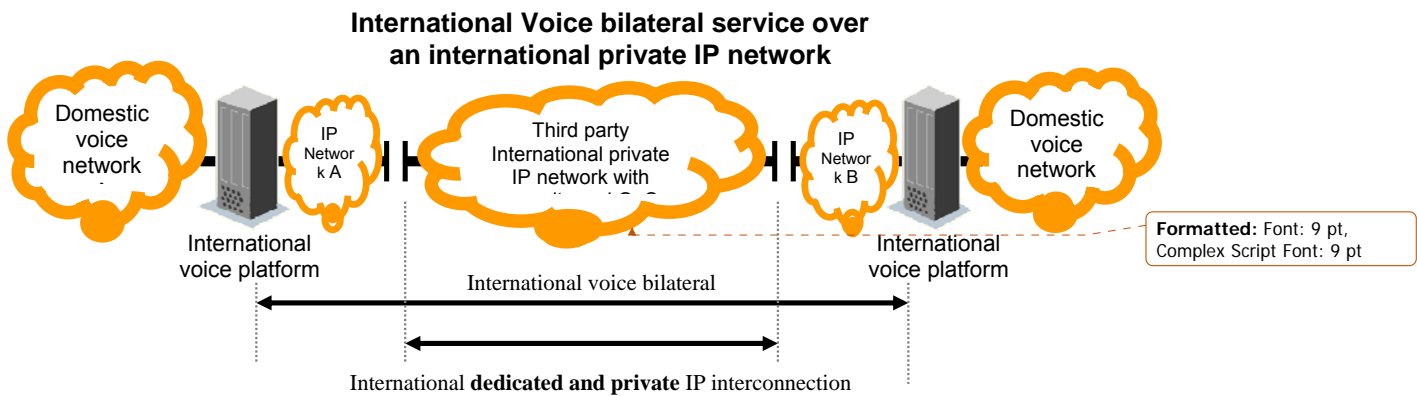 International Voice bilateral service over
an international private IP network
Domestic
voice
network
IP
Networ
k A
Third party
International private
IP network with
IP
Networ
k B
Domestic
voice
network
International
voice platform
International
voice platform
Formatted: Font: 9 pt,
Complex Script Font: 9 pt
International voice bilateral
International dedicated and private IP interconnection